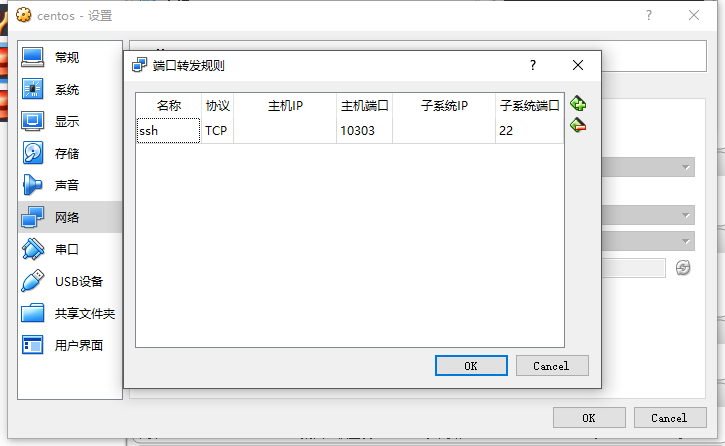 centos - 设置
常规
系统
显示
存储
声音
网络
串口
USB设备
共享文件夹
用户界面
端口转发规则
名称 协议 主机IP 主机端口 子系统IP 子系统端口
ssh TCP 10303 22
OK Cancel
OK Cancel